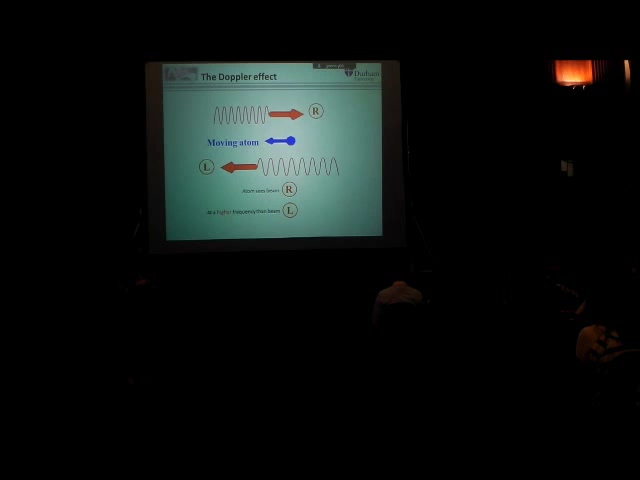 The Doppler effect
Durham
University
R
Moving atom
L
Atom sees beam R
At a higher frequency than beam L